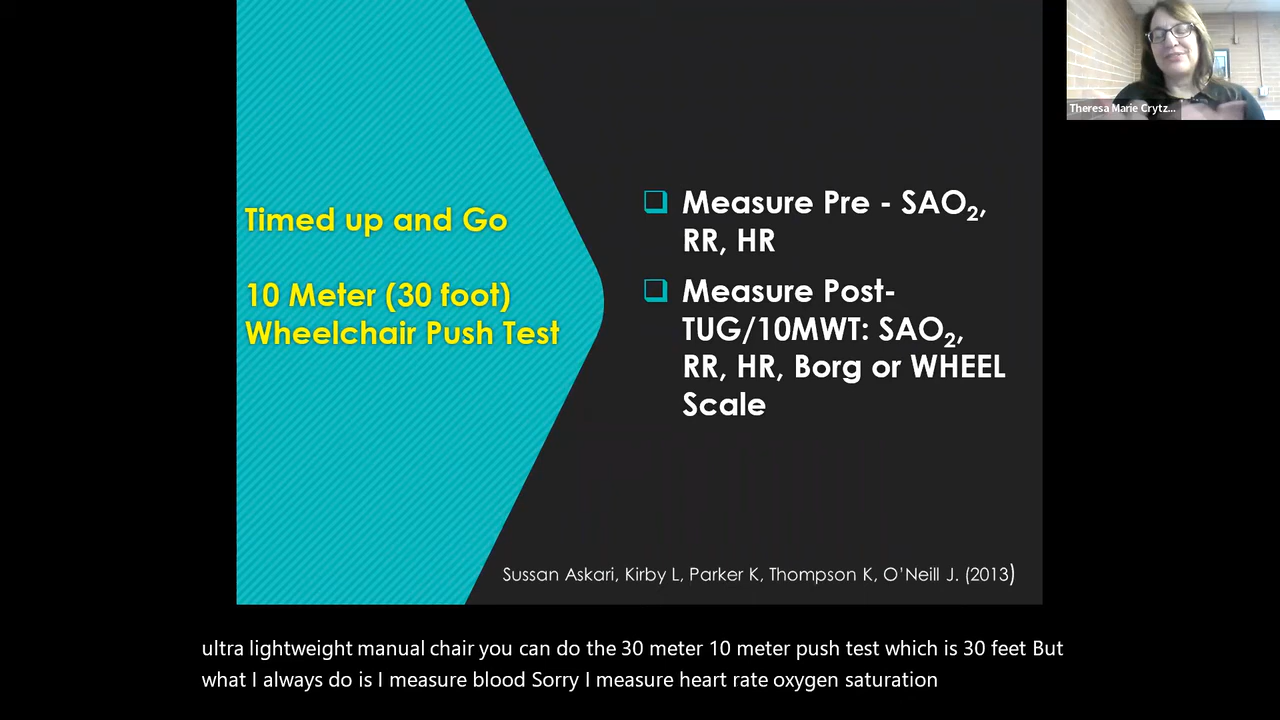 Timed up and Go
10 Meter (30 foot)
Wheelchair Push Test
Measure Pre - SAO₂,
RR, HR
Measure Post-
TUG/10MWT: SAO₂,
RR, HR, Borg or WHEEL
Scale
Sussan Askari, Kirby L, Parker K, Thompson K, O'Neill J. (2013)
Theresa Marie Crytz...
ultra lightweight manual chair you can do the 30 meter 10 meter push test which is 30 feet But
what I always do is I measure blood Sorry I measure heart rate oxygen saturation